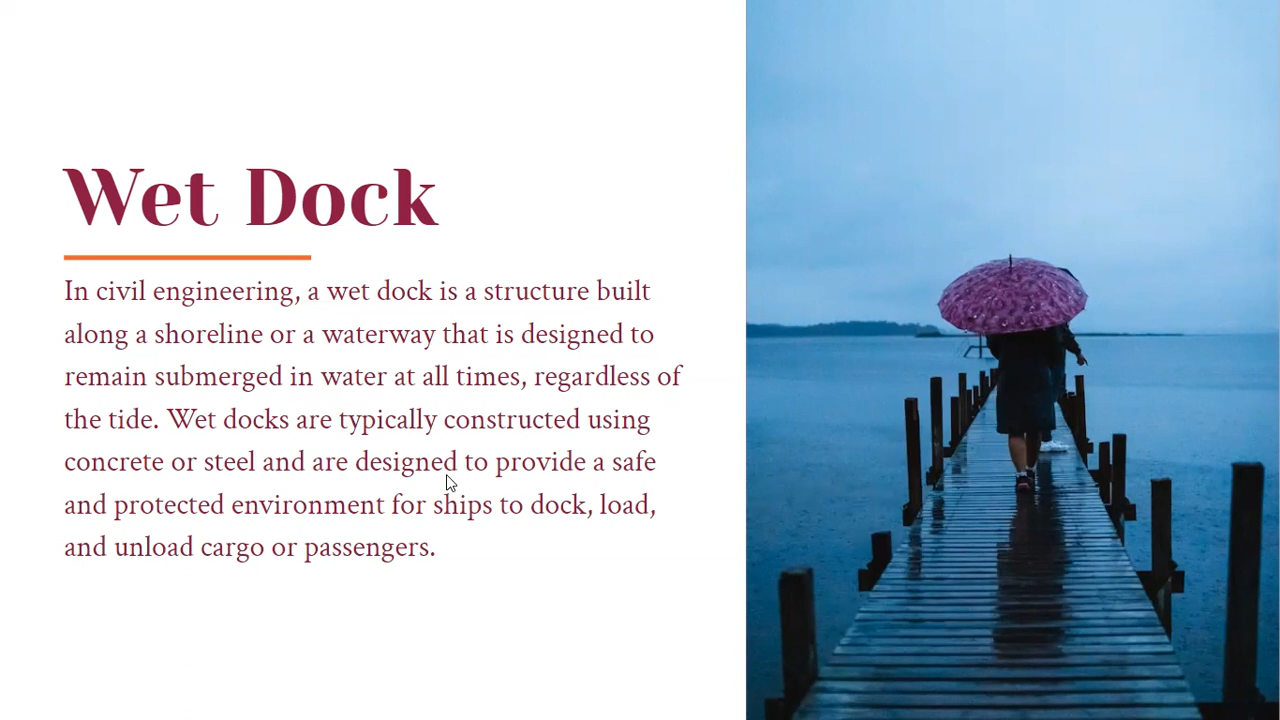 Wet Dock
In civil engineering, a wet dock is a structure built
along a shoreline or a waterway that is designed to
remain submerged in water at all times, regardless of
the tide. Wet docks are typically constructed using
concrete or steel and are designed to provide a safe
and protected environment for ships to dock, load,
and unload cargo or passengers.